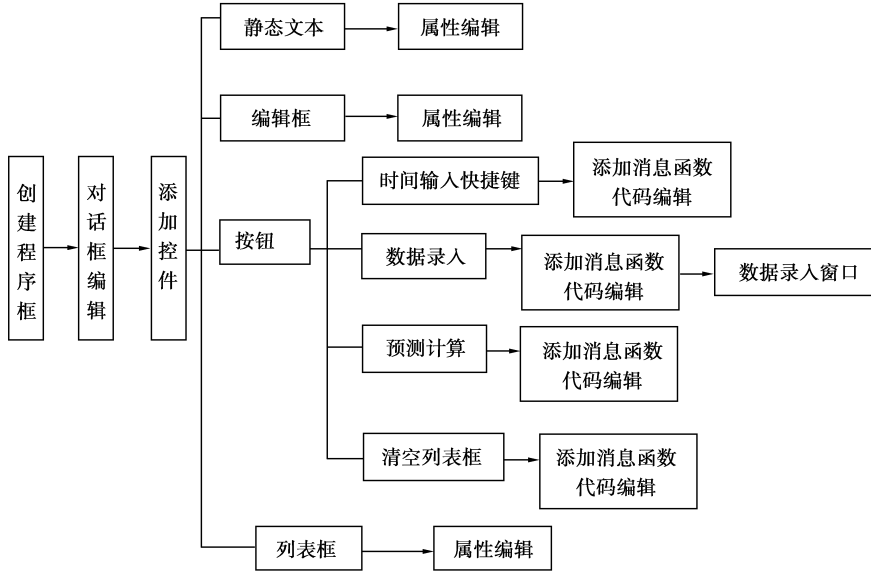 静态文本
属性编辑
编辑框
属性编辑
创建程序框
对话框编辑
添加控件
按钮
时间输入快捷键
添加消息函数
代码编辑
数据录入
添加消息函数
代码编辑
数据录入窗口
预测计算
添加消息函数
代码编辑
清空列表框
添加消息函数
代码编辑
列表框
属性编辑